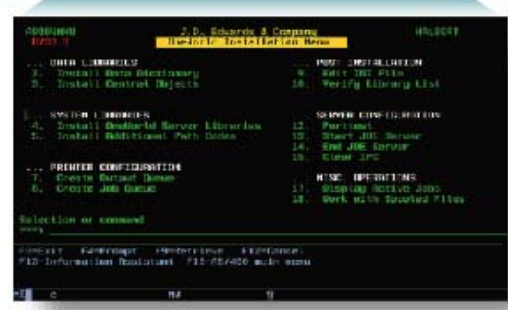 J.D. Edwards & Company
OneWorld Installation Menu
... DATA LIBRARIES
2. Install Data Dictionary
3. Install Central Objects
... SYSTEM LIBRARIES
4. Install OneWorld Server Libraries
5. Install Additional Path Codes
... PRINTER CONFIGURATION
7. Create Output Queue
8. Create Job Queue
... POST INSTALLATION
9. Edit INI File
10. Verify Library List
SERVER CONFIGURATION
12. PortTest
13. Start JDE Server
14. End JDE Server
15. Clear IPC
... MISC. OPERATIONS
17. Display Active Jobs
18. Work with Spooled Files
Selection or command
===>
F3=Exit F4=Prompt F9=Retrieve F12=Cancel
F13=Information Assistant F16=AS/400 main menu